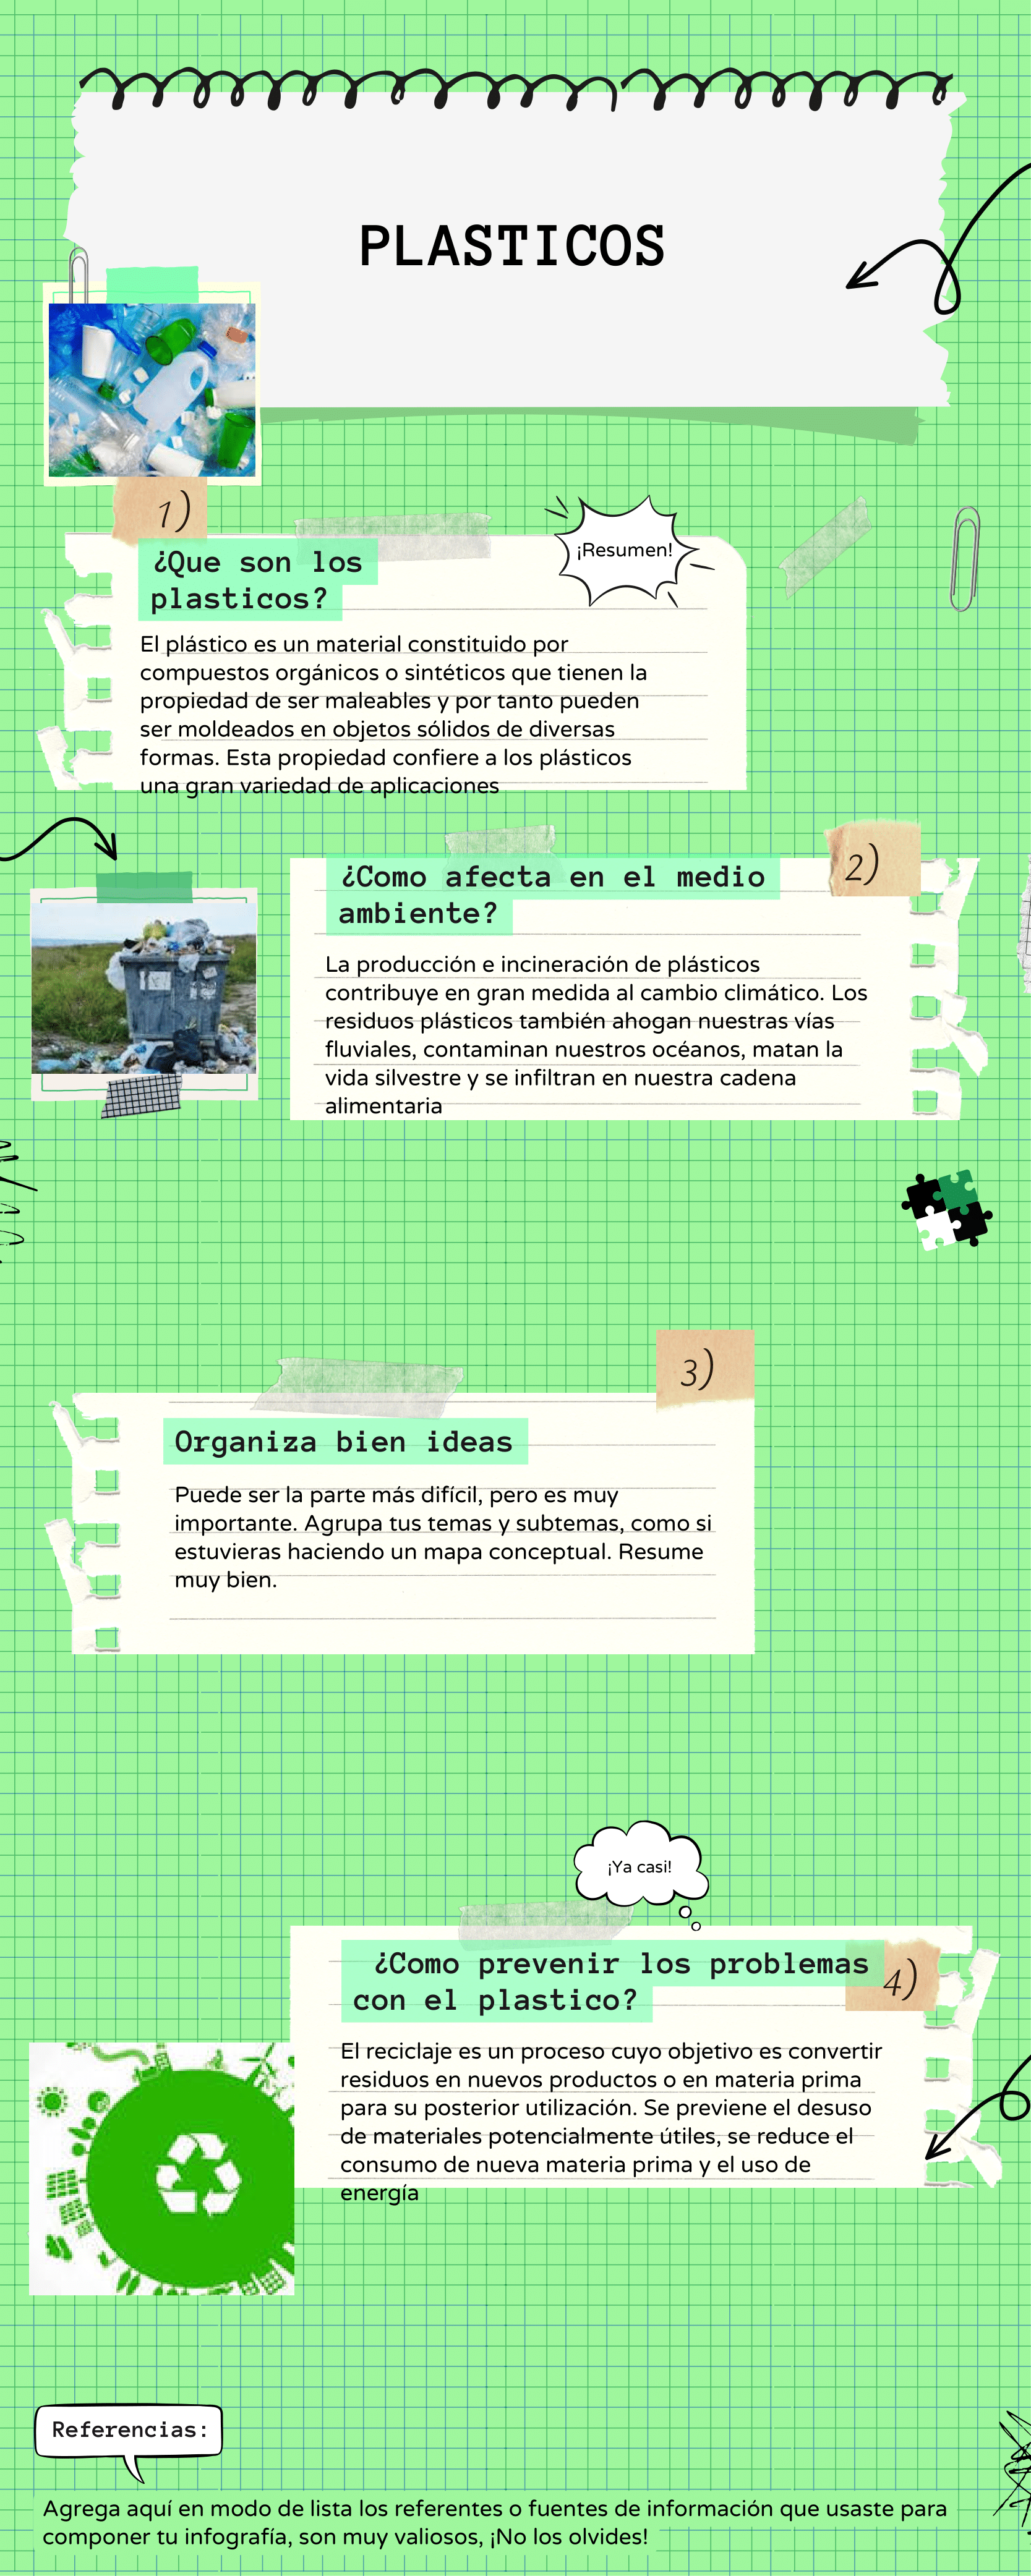 PLASTICOS
1)
¡Resumen!
¿Que son los
plasticos?
El plástico es un material constituido por
compuestos orgánicos o sintéticos que tienen la
propiedad de ser maleables y por tanto pueden
ser moldeados en objetos sólidos de diversas
formas. Esta propiedad confiere a los plásticos
una gran variedad de aplicaciones
2)
¿Como afecta en el medio
ambiente?
La producción e incineración de plásticos
contribuye en gran medida al cambio climático. Los
residuos plásticos también ahogan nuestras vías
fluviales, contaminan nuestros océanos, matan la
vida silvestre y se infiltran en nuestra cadena
alimentaria
3)
Organiza bien ideas
Puede ser la parte más difícil, pero es muy
importante. Agrupa tus temas y subtemas, como si
estuvieras haciendo un mapa conceptual. Resume
muy bien.
¡Ya casi!
¿Como prevenir los problemas
con el plastico?
4)
El reciclaje es un proceso cuyo objetivo es convertir
residuos en nuevos productos o en materia prima
para su posterior utilización. Se previene el desuso
de materiales potencialmente útiles, se reduce el
consumo de nueva materia prima y el uso de
energía
Referencias:
Agrega aquí en modo de lista los referentes o fuentes de información que usaste para
componer tu infografía, son muy valiosos, ¡No los olvides!